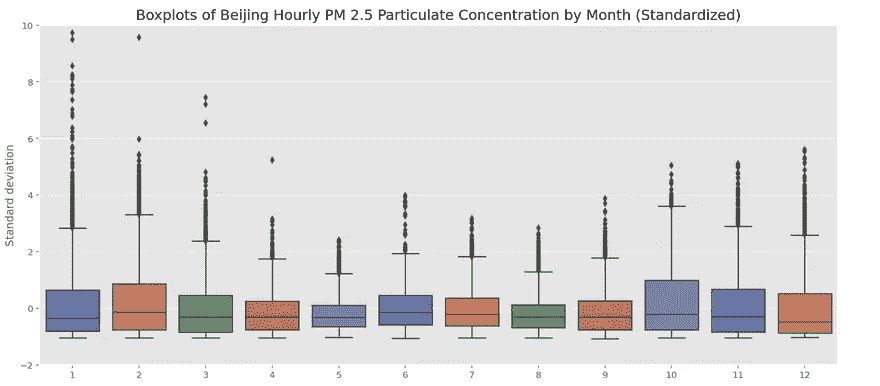 Boxplots of Beijing Hourly PM 2.5 Particulate Concentration by Month (Standardized)
10
8
6
4
2
0
−2
Standard deviation
1 2 3 4 5 6 7 8 9 10 11 12